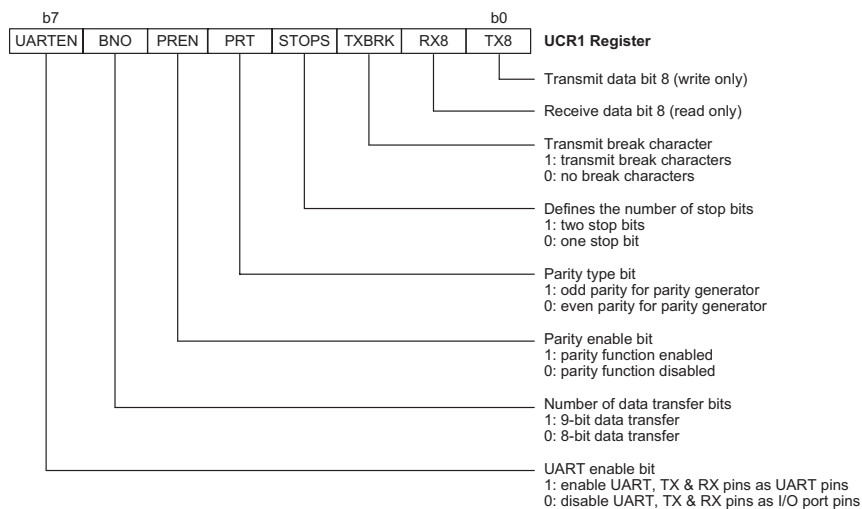 b7 b0
UARTEN BNO PREN PRT STOPS TXBRK RX8 TX8 UCR1 Register
Transmit data bit 8 (write only)
Receive data bit 8 (read only)
Transmit break character
1: transmit break characters
0: no break characters
Defines the number of stop bits
1: two stop bits
0: one stop bit
Parity type bit
1: odd parity for parity generator
0: even parity for parity generator
Parity enable bit
1: parity function enabled
0: parity function disabled
Number of data transfer bits
1: 9-bit data transfer
0: 8-bit data transfer
UART enable bit
1: enable UART, TX & RX pins as UART pins
0: disable UART, TX & RX pins as I/O port pins